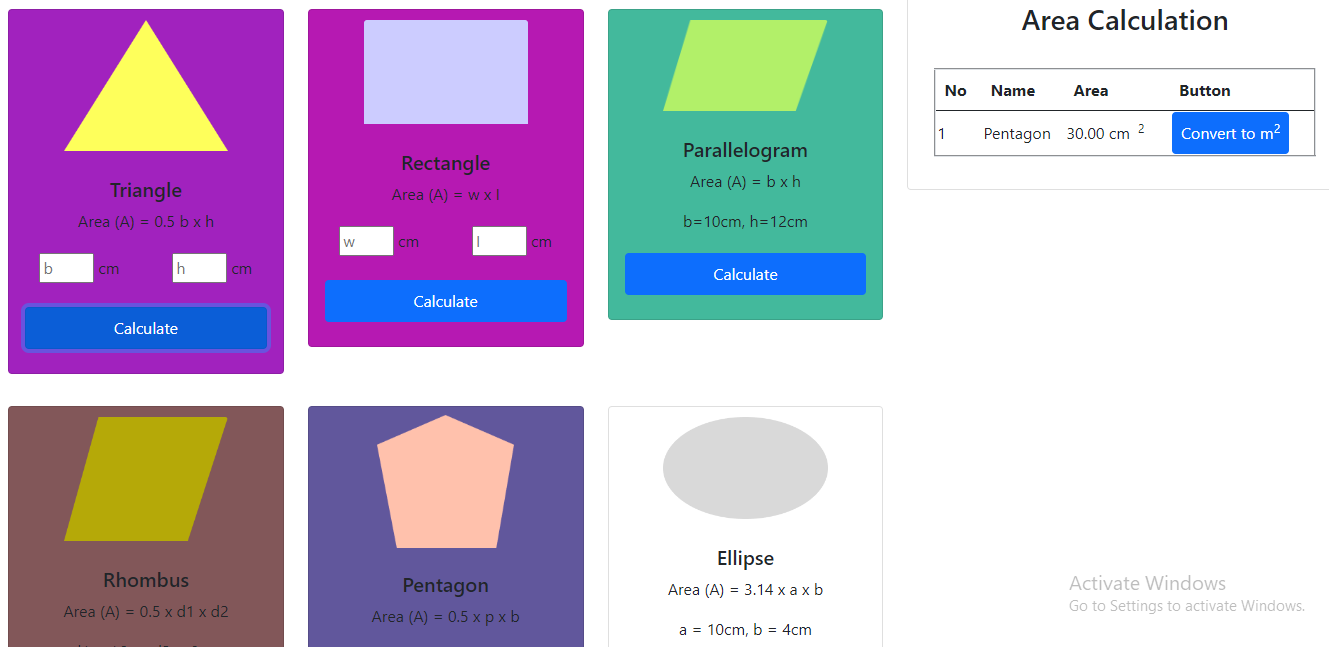 Triangle
Area (A) = 0.5 b x h
b cm h cm
Calculate
Rectangle
Area (A) = w x l
w cm l cm
Calculate
Parallelogram
Area (A) = b x h
b=10cm, h=12cm
Calculate
Rhombus
Area (A) = 0.5 x d1 x d2
Pentagon
Area (A) = 0.5 x p x b
Ellipse
Area (A) = 3.14 x a x b
a = 10cm, b = 4cm
Area Calculation
No Name Area Button
1 Pentagon 30.00 cm ² Convert to m²
Activate Windows
Go to Settings to activate Windows.